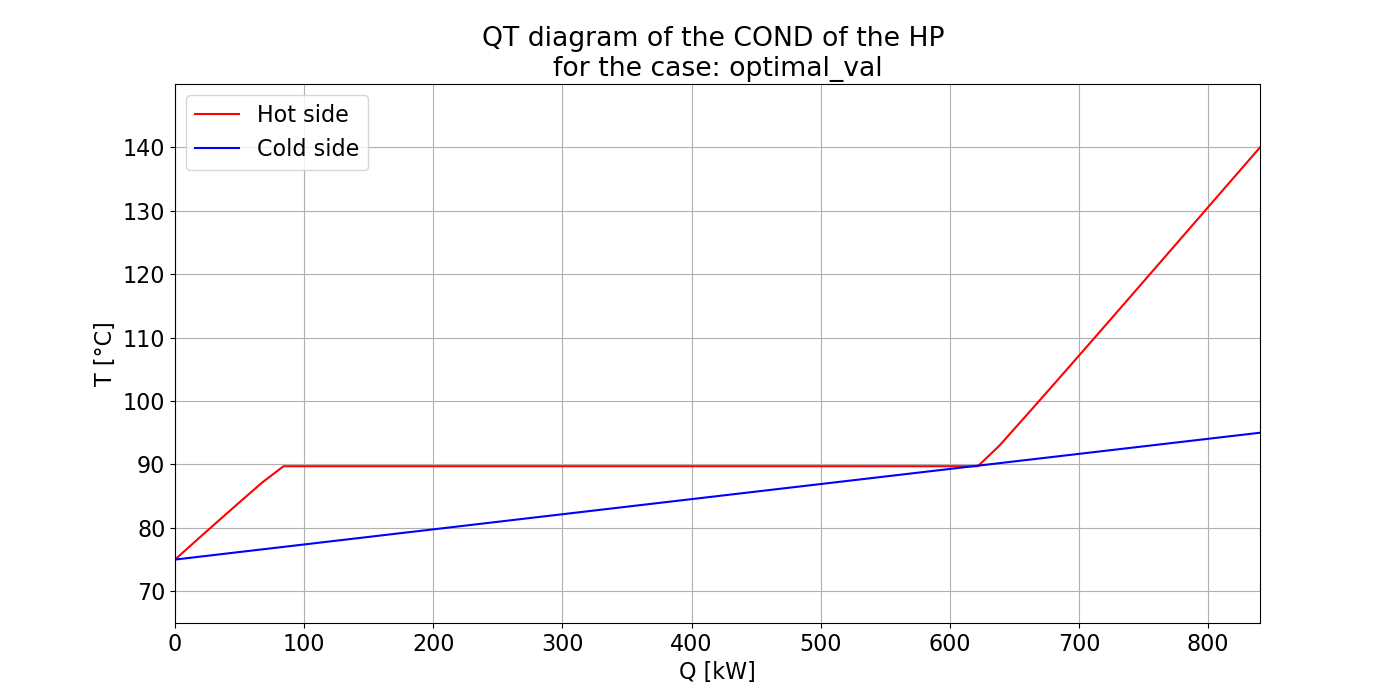 QT diagram of the COND of the HP
for the case: optimal_val
Hot side
Cold side
140
130
120
110
100
90
80
70
T [°C]
0 100 200 300 400 500 600 700 800
Q [kW]